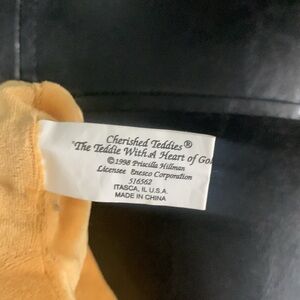 Cherished Teddies®
"The Teddie With A Heart of Gol
©1998 Priscilla Hillman
Licensee Enesco Corporation
516562
ITASCA, IL U.S.A.
MADE IN CHINA